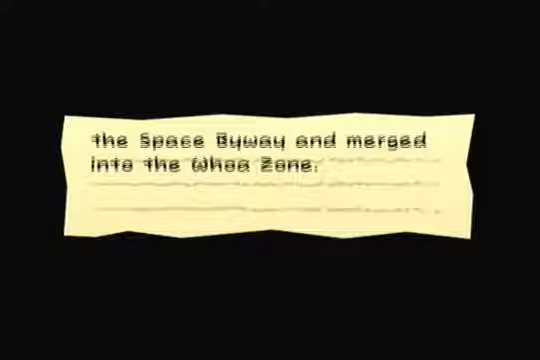 the Space Byway and merged
into the Whoa Zone.